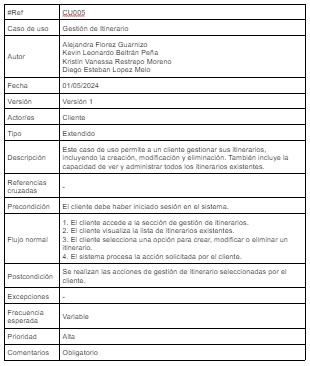 #Ref CU005
Caso de uso Gestión de Itinerario
Autor
Alejandra Florez Guarnizo
Kevin Leonardo Beltrán Peña
Kristin Vanessa Restrepo Moreno
Diego Esteban Lopez Melo
Fecha 01/05/2024
Versión Versión 1
Actor/es Cliente
Tipo Extendido
Descripción
Este caso de uso permite a un cliente gestionar sus itinerarios,
incluyendo la creación, modificación y eliminación. También incluye la
capacidad de ver y administrar todos los itinerarios existentes.
Referencias
cruzadas
-
Precondición El cliente debe haber iniciado sesión en el sistema.
Flujo normal
1. El cliente accede a la sección de gestión de itinerarios.
2. El cliente visualiza la lista de itinerarios existentes.
3. El cliente selecciona una opción para crear, modificar o eliminar un
itinerario.
4. El sistema procesa la acción solicitada por el cliente.
Postcondición
Se realizan las acciones de gestión de itinerario seleccionadas por el
cliente.
Excepciones -
Frecuencia
esperada
Variable
Prioridad Alta
Comentarios Obligatorio